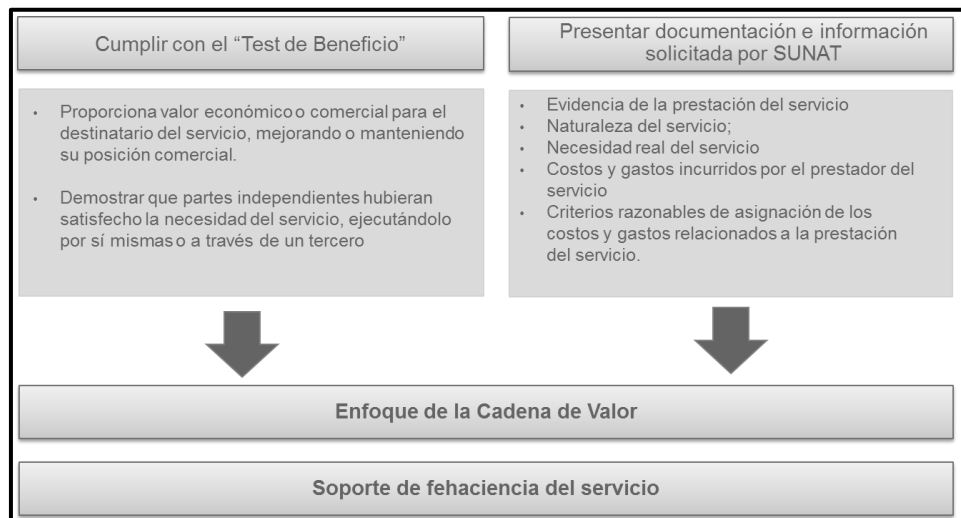 Cumplir con el “Test de Beneficio”
• Proporciona valor económico o comercial para el
destinatario del servicio, mejorando o manteniendo
su posición comercial.
• Demostrar que partes independientes hubieran
satisfecho la necesidad del servicio, ejecutándolo
por sí mismas o a través de un tercero
Presentar documentación e información
solicitada por SUNAT
• Evidencia de la prestación del servicio
• Naturaleza del servicio;
• Necesidad real del servicio
• Costos y gastos incurridos por el prestador del
servicio
• Criterios razonables de asignación de los
costos y gastos relacionados a la prestación
del servicio.
Enfoque de la Cadena de Valor
Soporte de fehaciencia del servicio